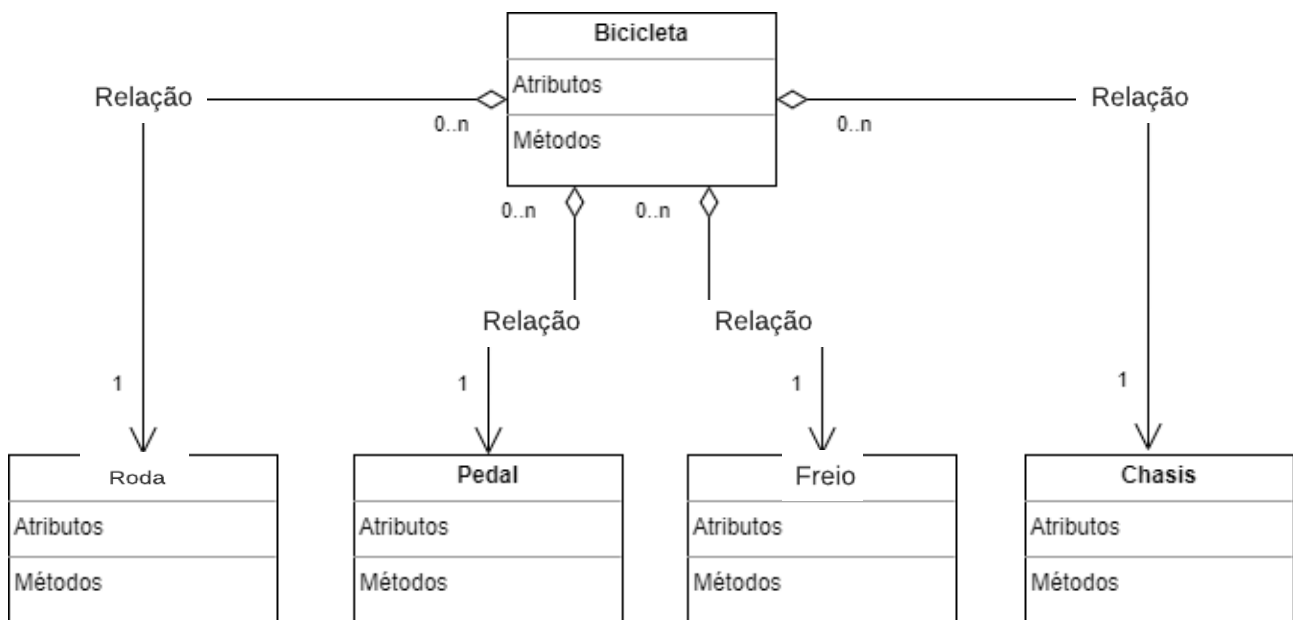 Bicicleta
Atributos
Métodos
Relação
0..n
0..n
Relação
0..n
0..n
Relação
Relação
1
1
1
1
Roda
Pedal
Freio
Chasis
Atributos
Atributos
Atributos
Atributos
Métodos
Métodos
Métodos
Métodos